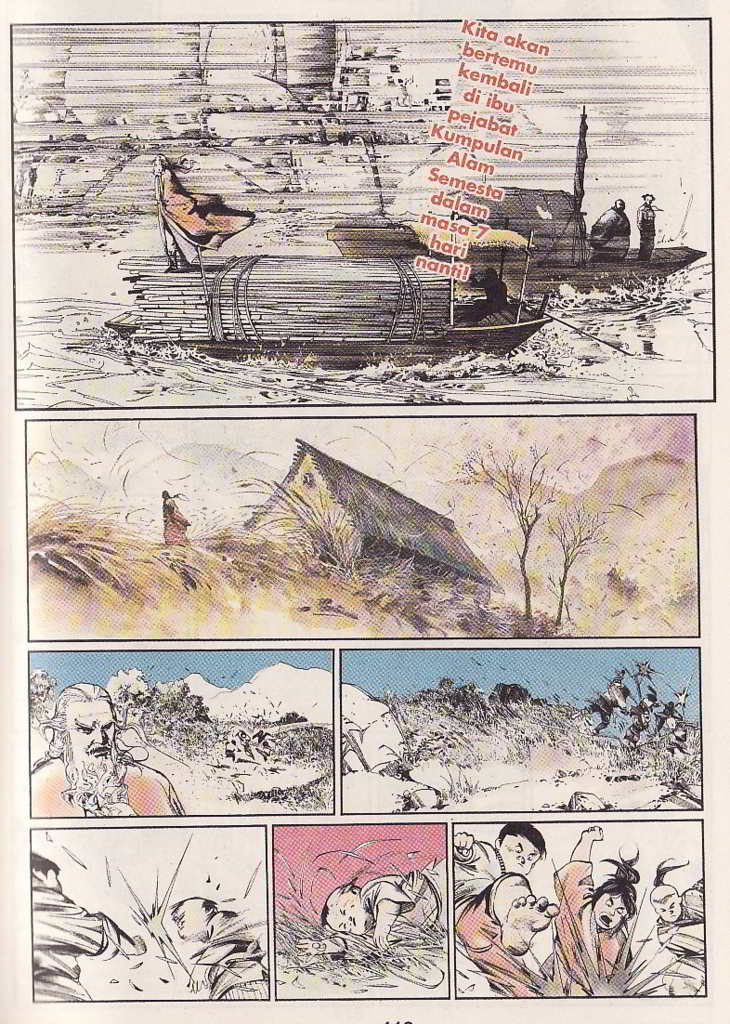 Kita akan
bertemu
kembali
di ibu
pejabat
Kumpulan
Alam
Semesta
dalam
masa 7
hari
nanti!